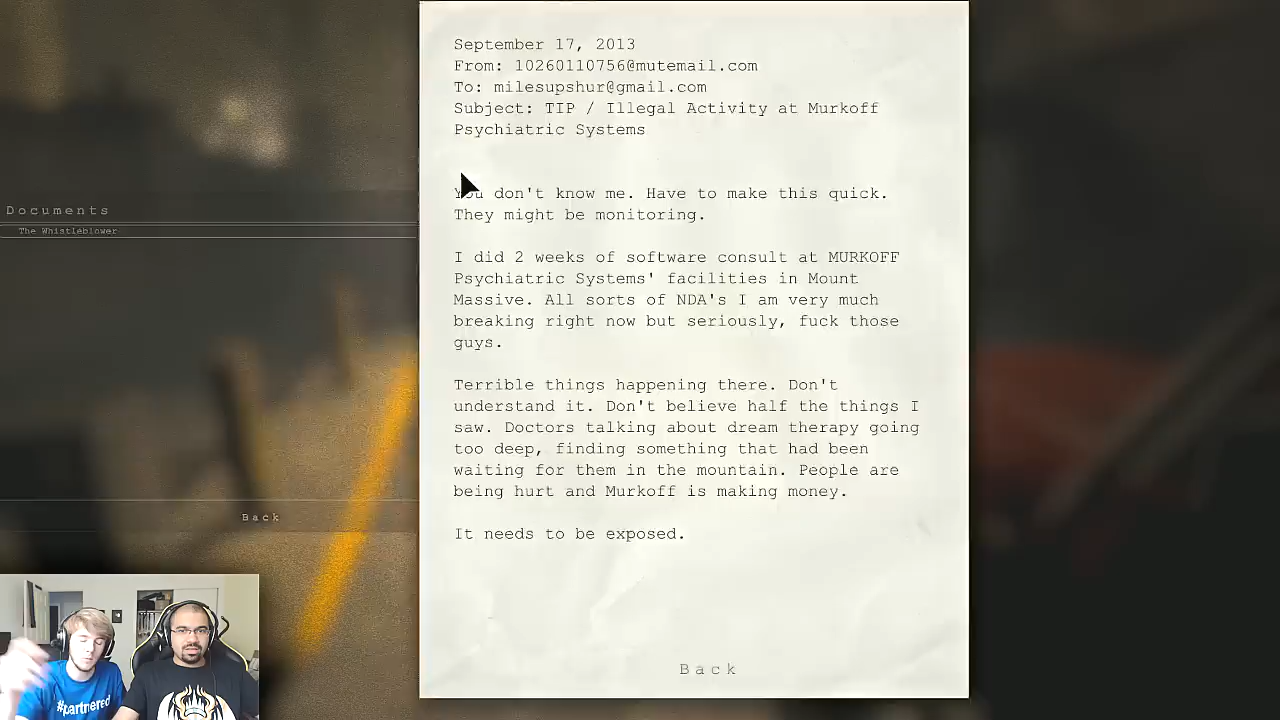 September 17, 2013
From: 10260110756@mutemail.com
To: milesupshur@gmail.com
Subject: TIP / Illegal Activity at Murkoff
Psychiatric Systems
You don't know me. Have to make this quick.
They might be monitoring.
I did 2 weeks of software consult at MURKOFF
Psychiatric Systems' facilities in Mount
Massive. All sorts of NDA's I am very much
breaking right now but seriously, fuck those
guys.
Terrible things happening there. Don't
understand it. Don't believe half the things I
saw. Doctors talking about dream therapy going
too deep, finding something that had been
waiting for them in the mountain. People are
being hurt and Murkoff is making money.
It needs to be exposed.
Back
Documents
The Whistleblower
Back
#partnered